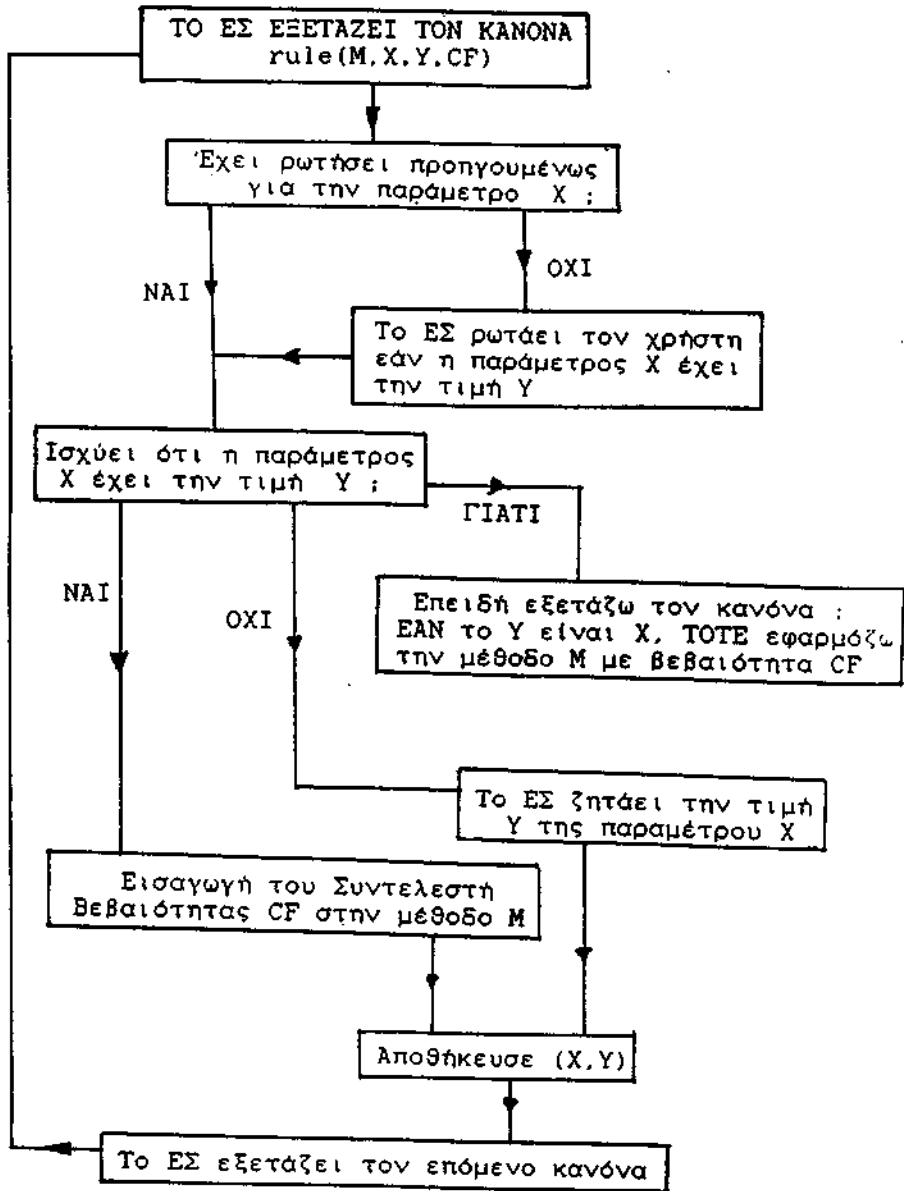 ΤΟ ΕΣ ΕΞΕΤΑΖΕΙ ΤΟΝ ΚΑΝΟΝΑ
rule(M,X,Y,CF)
Έχει ρωτήσει προηγουμένως
για την παράμετρο X ;
ΝΑΙ
ΟΧΙ
Το ΕΣ ρωτάει τον χρήστη
εάν η παράμετρος X έχει
την τιμή Y
Ισχύει ότι η παράμετρος
X έχει την τιμή Y ;
ΓΙΑΤΙ
ΝΑΙ
ΟΧΙ
Επειδή εξετάζω τον κανόνα :
ΕΑΝ το Y είναι X, ΤΟΤΕ εφαρμόζω
την μέθοδο M με βεβαιότητα CF
Το ΕΣ ζητάει την τιμή
Y της παραμέτρου X
Εισαγωγή του Συντελεστή
Βεβαιότητας CF στην μέθοδο M
Αποθήκευσε (X,Y)
Το ΕΣ εξετάζει τον επόμενο κανόνα